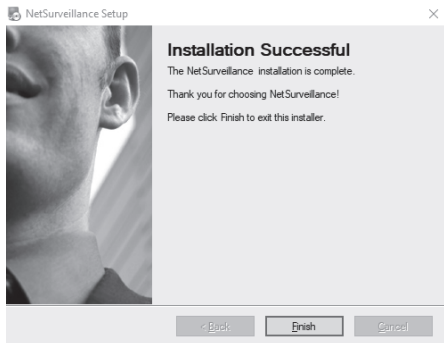 NetSurveillance Setup
Installation Successful
The NetSurveillance installation is complete.
Thank you for choosing NetSurveillance!
Please click Finish to exit this installer.
< Back
Finish
Cancel